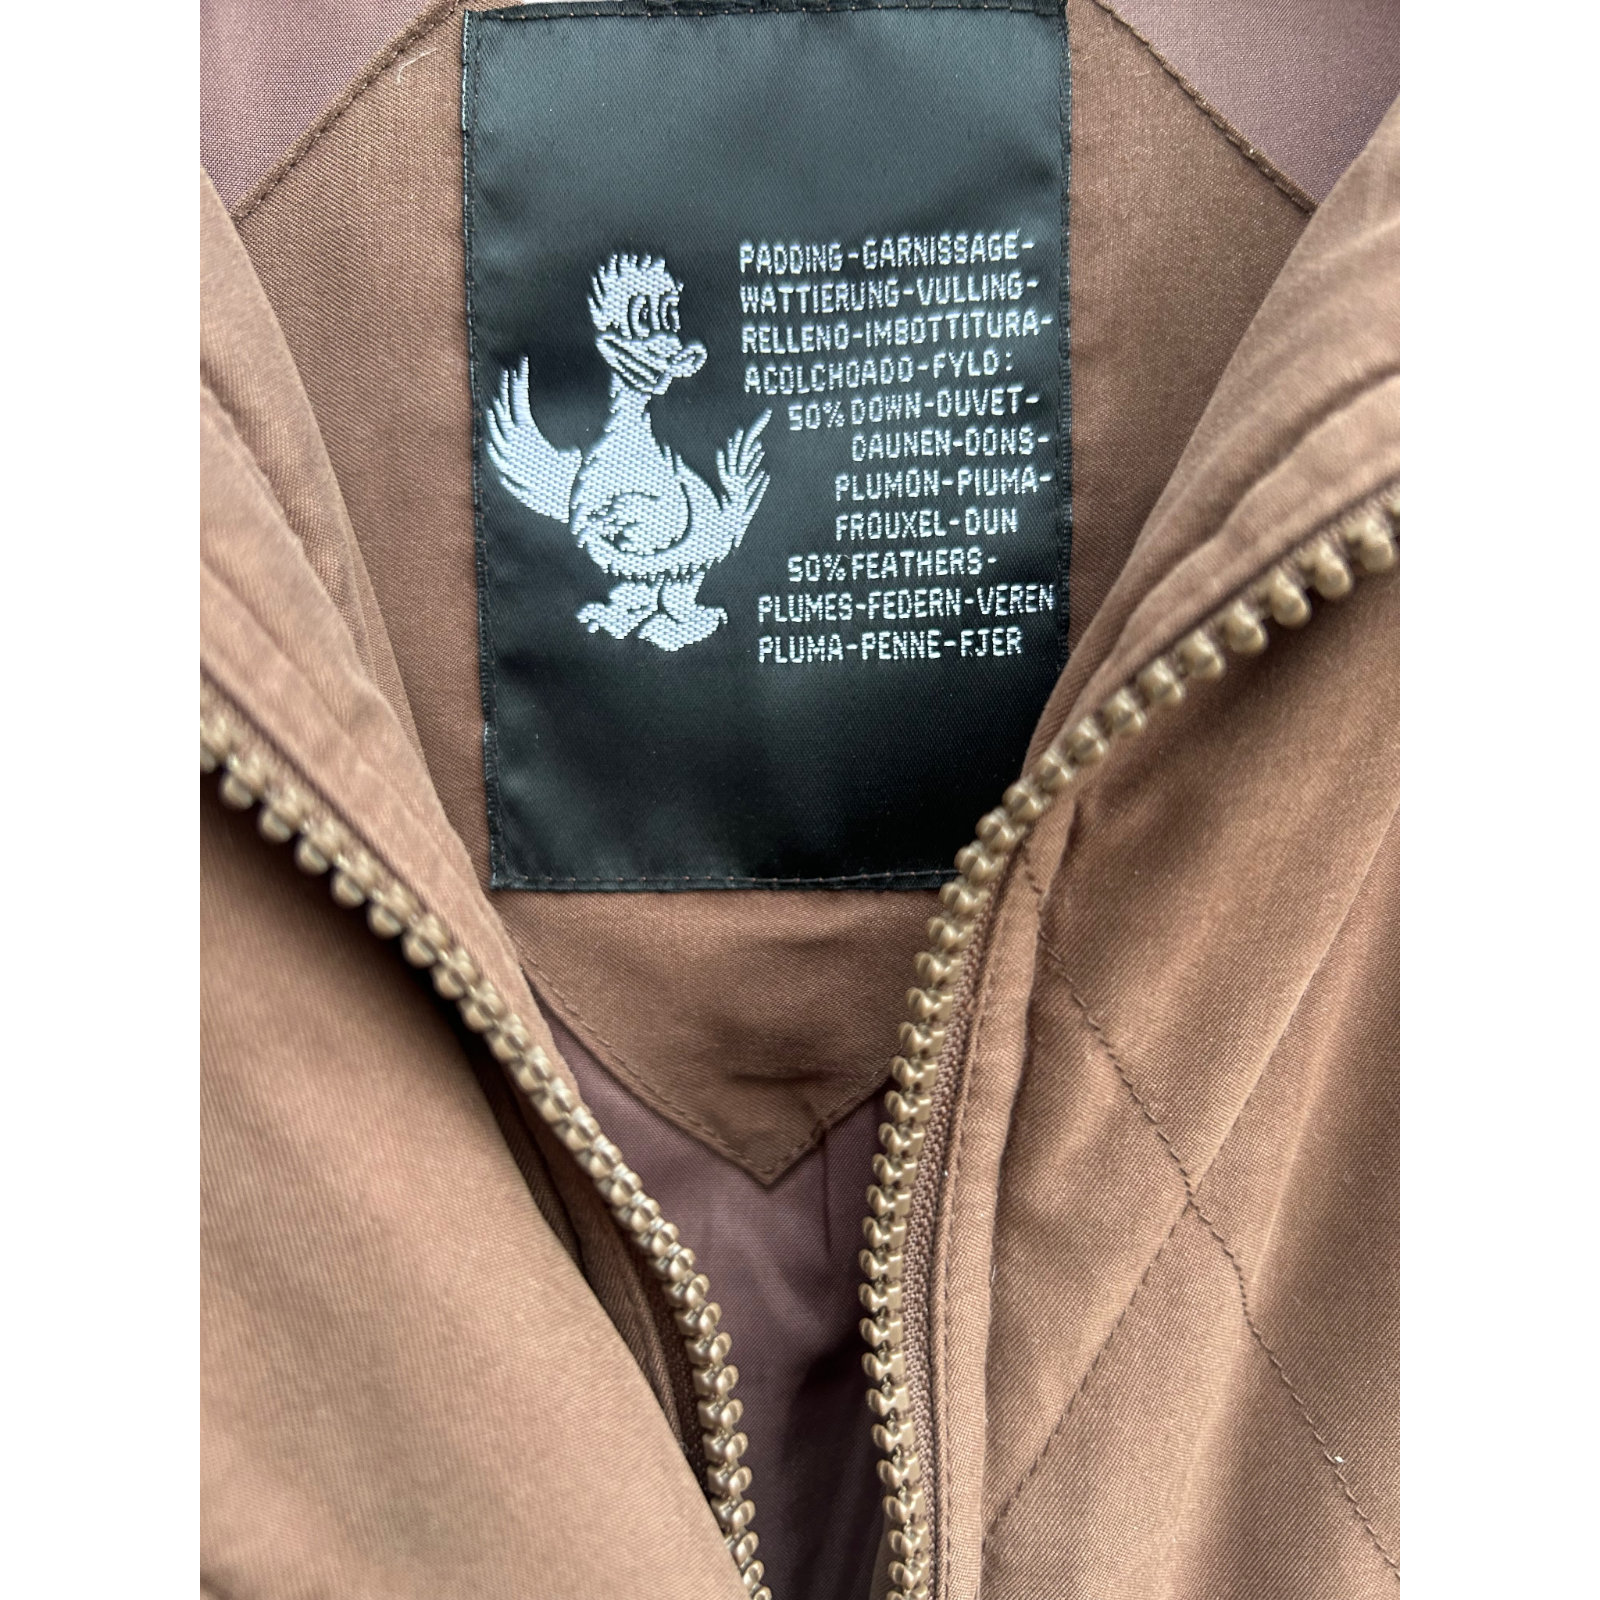 PADDING-GARNISSAGE-
WATTIERUNG-VULLING-
RELLENO-IMBOTTITURA-
ACOLCHOADO-FYLD:
50% DOWN-DUVET-
DAUNEN-DONS-
PLUMON-PIUMA-
FROUXEL-DUN
50% FEATHERS-
PLUMES-FEDERN-VEREN
PLUMA-PENNE-FJER